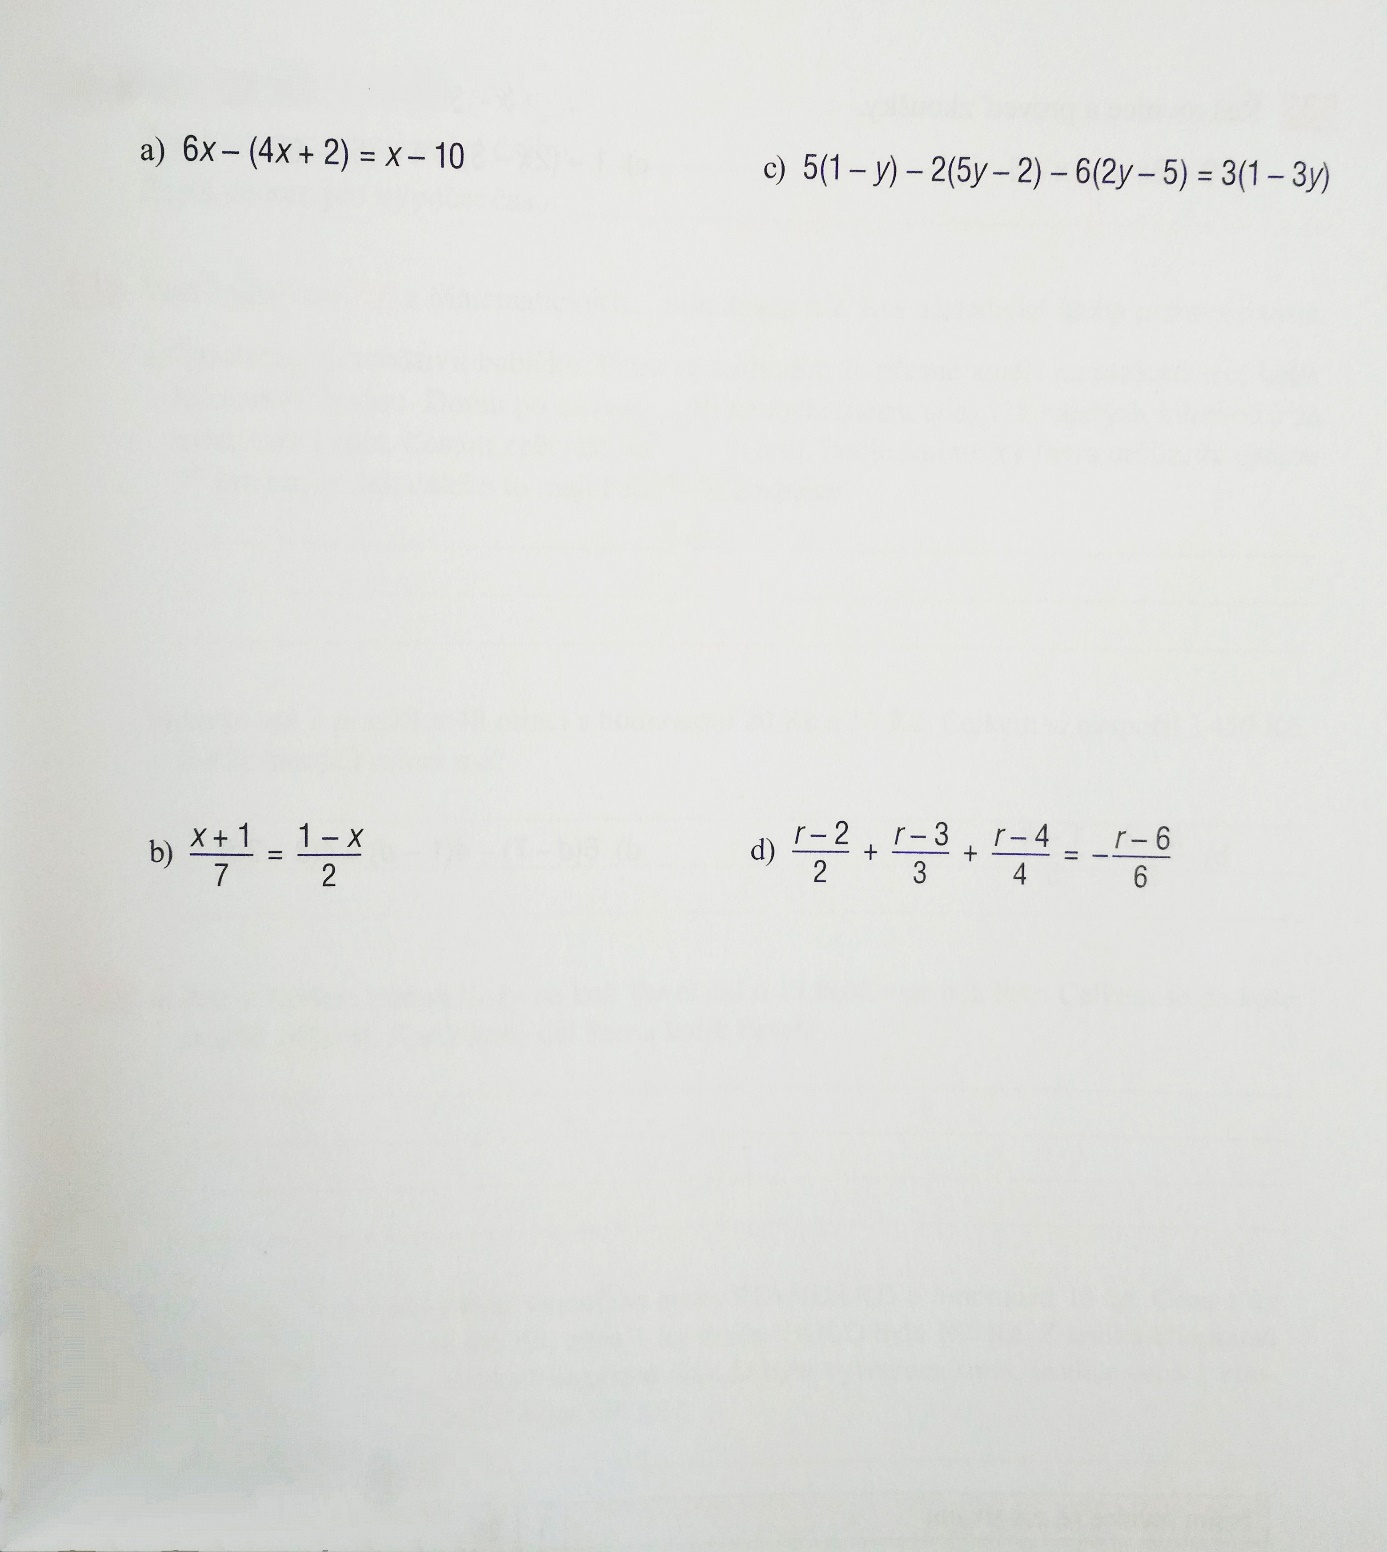 a) 6x – (4x + 2) = x – 10
c) 5(1 – y) – 2(5y – 2) – 6(2y – 5) = 3(1 – 3y)
b) (x + 1)/7 = (1 – x)/2
d) (r – 2)/2 + (r – 3)/3 + (r – 4)/4 = –(r – 6)/6